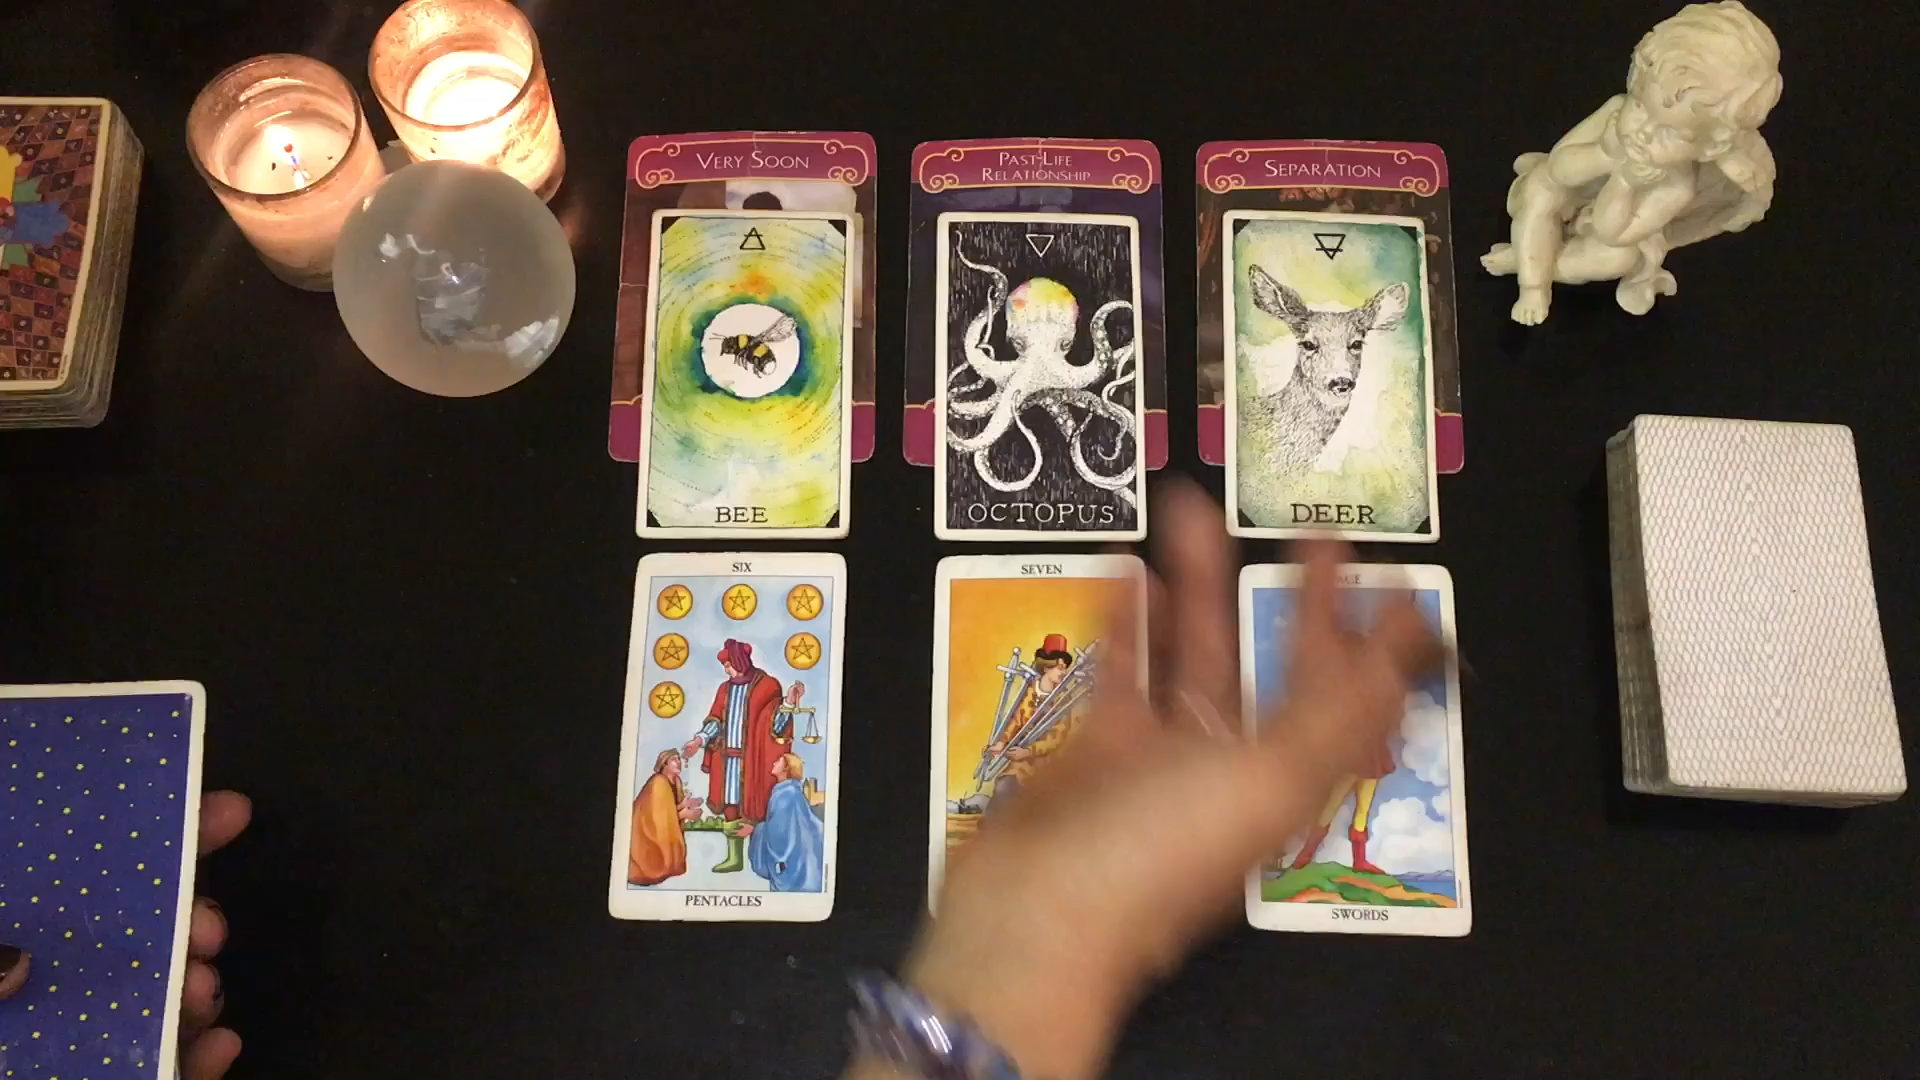 VERY SOON
PAST-LIFE
RELATIONSHIP
SEPARATION
BEE
OCTOPUS
DEER
SIX
SEVEN
PENTACLES
SWORDS